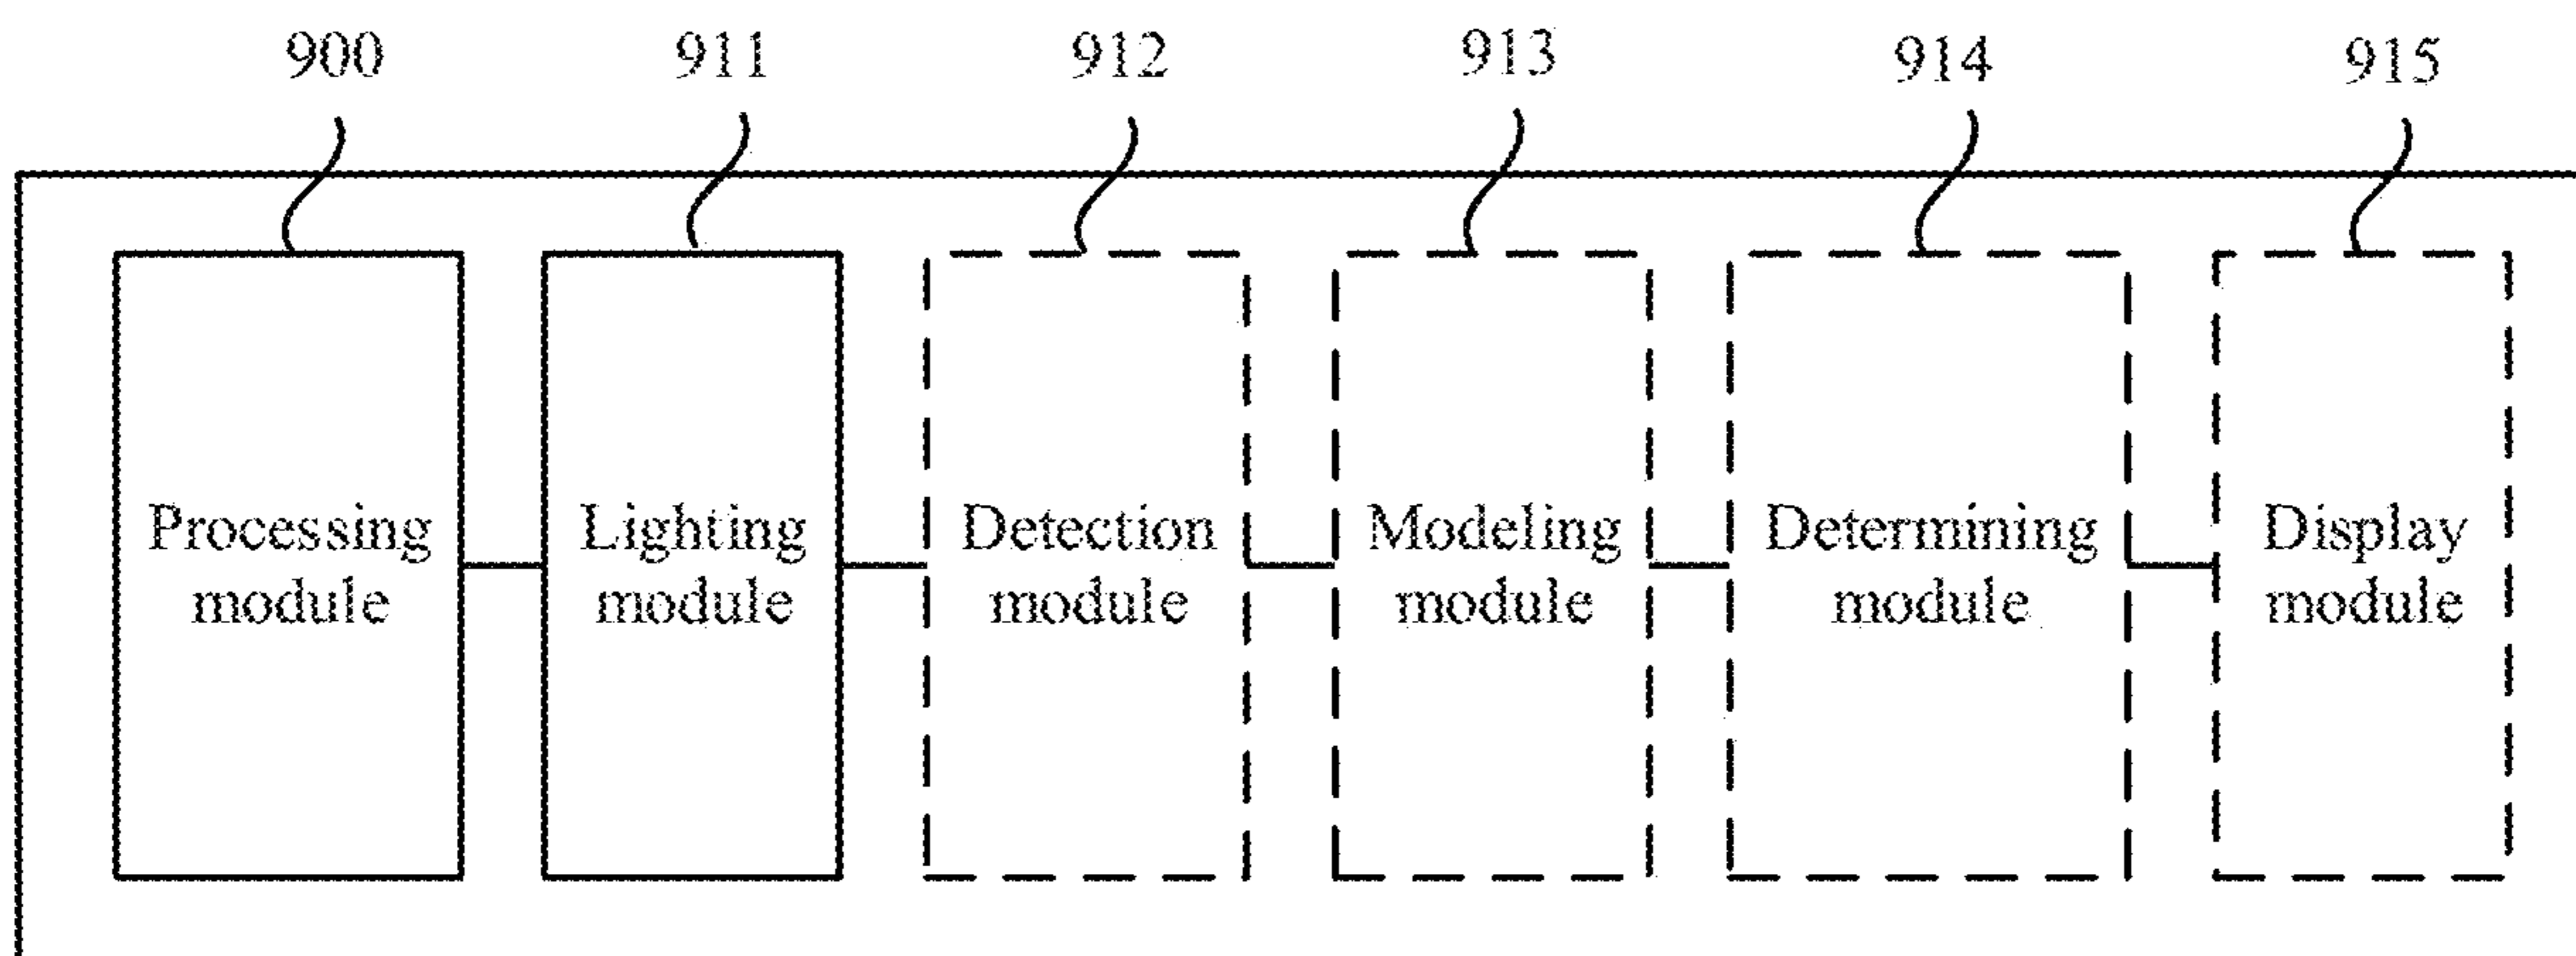 900 911 912 913 914 915
Processing module
Lighting module
Detection module
Modeling module
Determining module
Display module